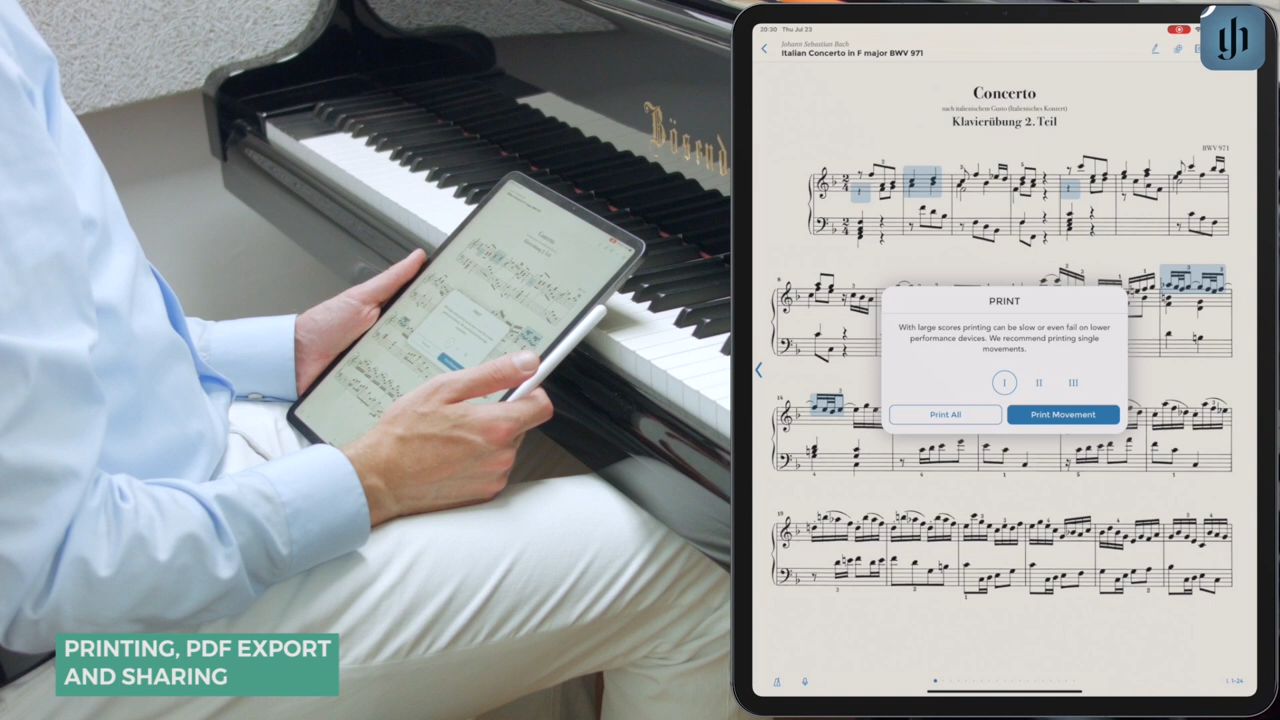 Bösend
PRINTING, PDF EXPORT
AND SHARING
20:30 Thu Jul 23
Johann Sebastian Bach
Italian Concerto in F major BWV 971
Concerto
nach italienischem Gusto (Italienisches Konzert)
Klavierübung 2. Teil
BWV 971
PRINT
With large scores printing can be slow or even fail on lower
performance devices. We recommend printing single
movements.
I II III
Print All Print Movement
I, 1-24